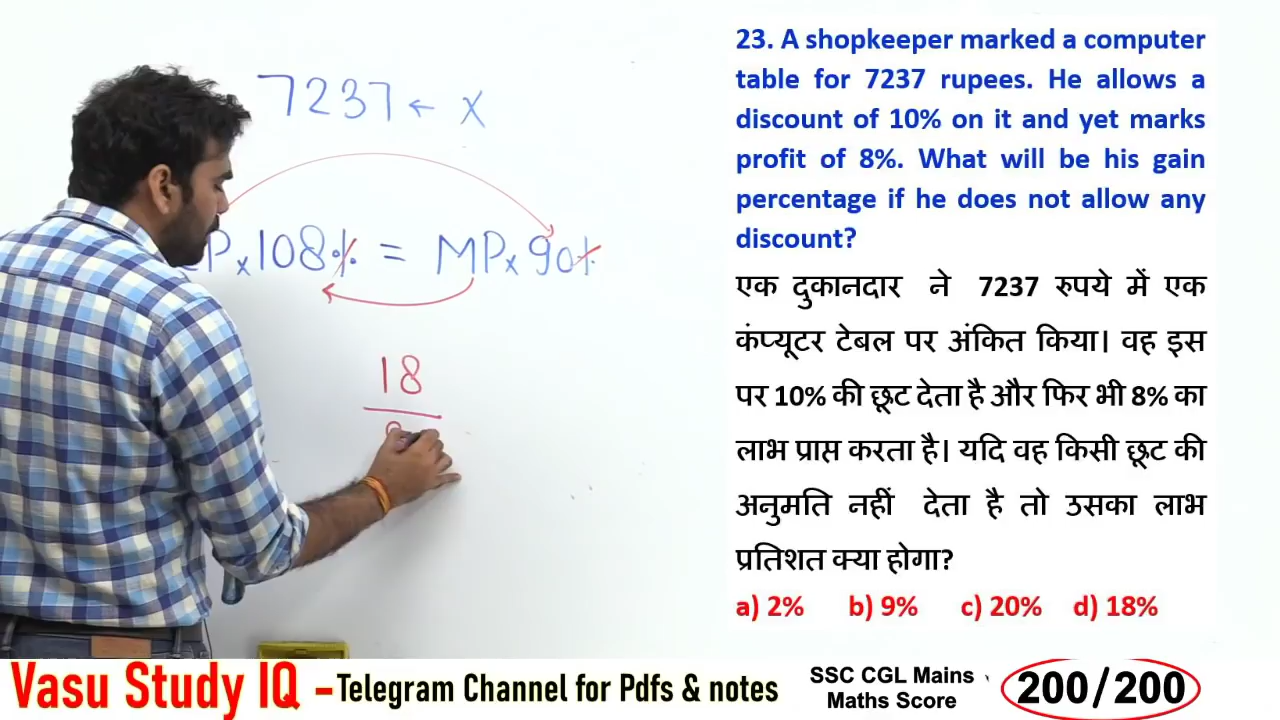 7237 ← x
P x 108% = MP x 90%
18
23. A shopkeeper marked a computer
table for 7237 rupees. He allows a
discount of 10% on it and yet marks
profit of 8%. What will be his gain
percentage if he does not allow any
discount?
एक दुकानदार ने 7237 रुपये में एक
कंप्यूटर टेबल पर अंकित किया। वह इस
पर 10% की छूट देता है और फिर भी 8% का
लाभ प्राप्त करता है। यदि वह किसी छूट की
अनुमति नहीं देता है तो उसका लाभ
प्रतिशत क्या होगा?
a) 2% b) 9% c) 20% d) 18%
Vasu Study IQ - Telegram Channel for Pdfs & notes
SSC CGL Mains
Maths Score
200/200